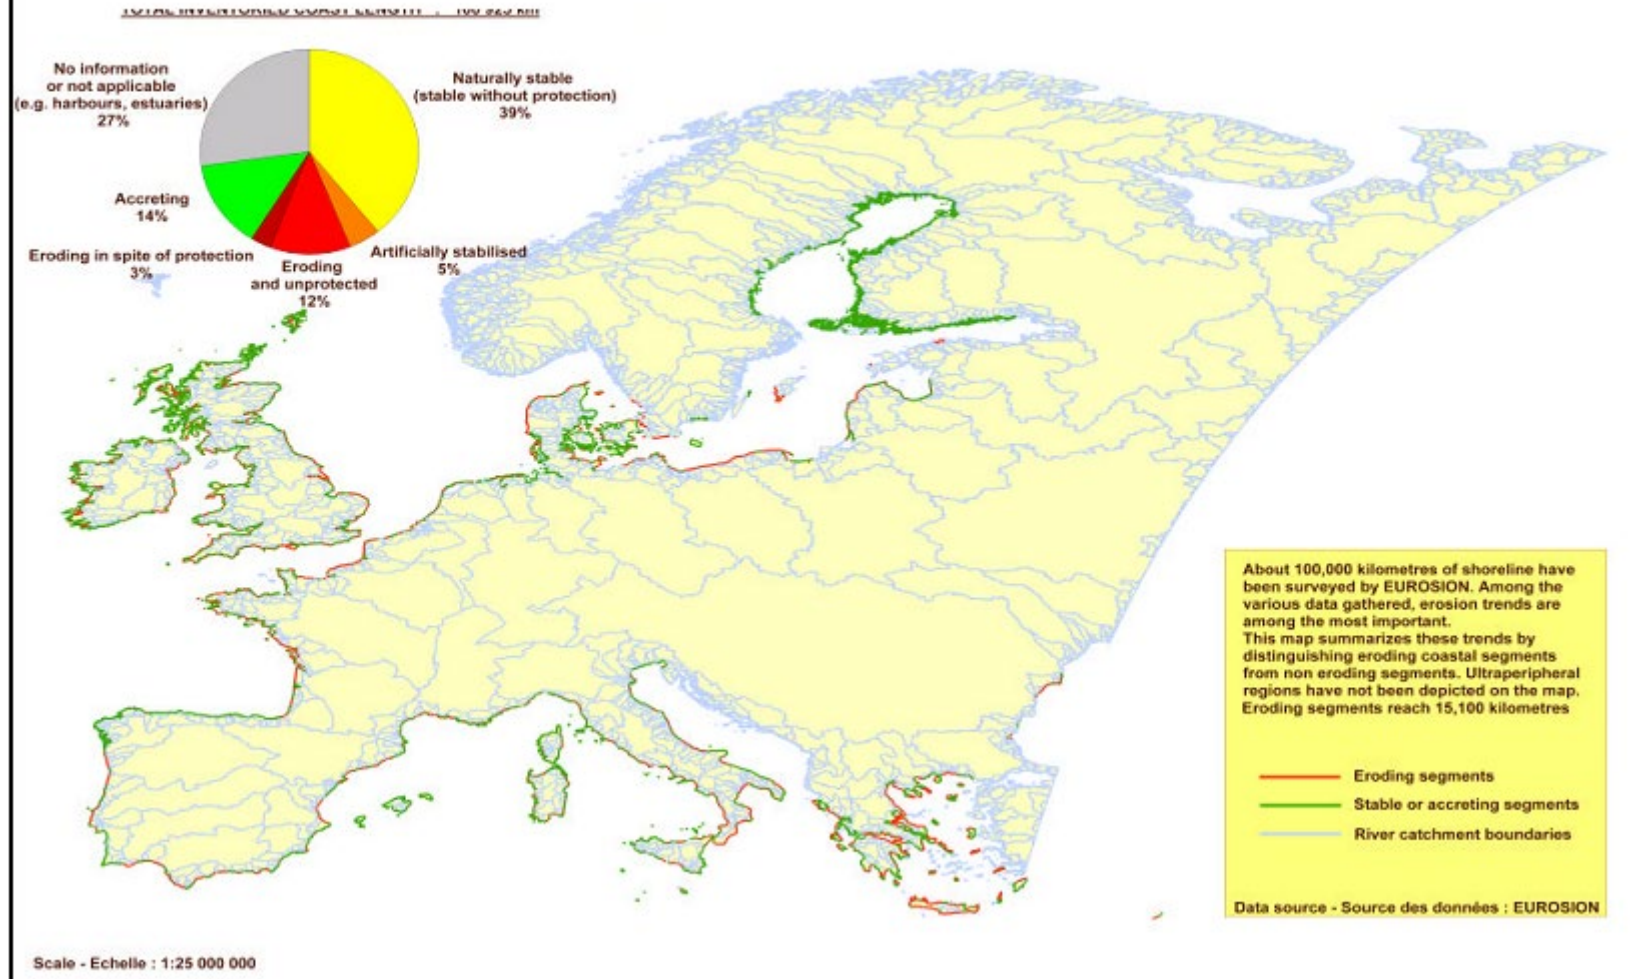 TOTAL INVENTORIED COAST LENGTH :
No information
or not applicable
(e.g. harbours, estuaries)
27%
Naturally stable
(stable without protection)
39%
Accreting
14%
Eroding in spite of protection
3%
Eroding
and unprotected
12%
Artificially stabilised
5%
About 100,000 kilometres of shoreline have
been surveyed by EUROSION. Among the
various data gathered, erosion trends are
among the most important.
This map summarizes these trends by
distinguishing eroding coastal segments
from non eroding segments. Ultraperipheral
regions have not been depicted on the map.
Eroding segments reach 15,100 kilometres
Eroding segments
Stable or accreting segments
River catchment boundaries
Data source - Source des données : EUROSION
Scale - Echelle : 1:25 000 000